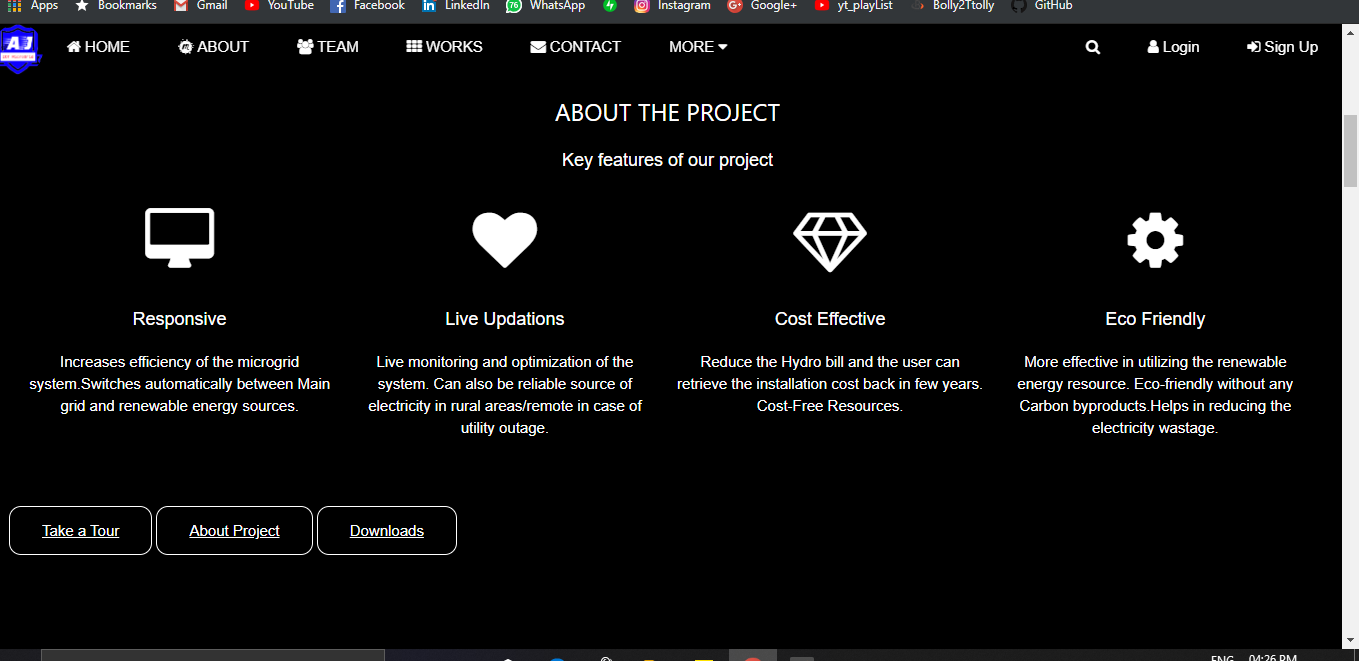 Apps Bookmarks Gmail YouTube Facebook LinkedIn 76 WhatsApp Instagram Google+ yt_playList Bolly2Ttolly GitHub
AJ HOME ABOUT TEAM WORKS CONTACT MORE Login Sign Up
ABOUT THE PROJECT
Key features of our project
Responsive
Increases efficiency of the microgrid
system.Switches automatically between Main
grid and renewable energy sources.
Live Updations
Live monitoring and optimization of the
system. Can also be reliable source of
electricity in rural areas/remote in case of
utility outage.
Cost Effective
Reduce the Hydro bill and the user can
retrieve the installation cost back in few years.
Cost-Free Resources.
Eco Friendly
More effective in utilizing the renewable
energy resource. Eco-friendly without any
Carbon byproducts.Helps in reducing the
electricity wastage.
Take a Tour About Project Downloads
ENG 04:26 PM